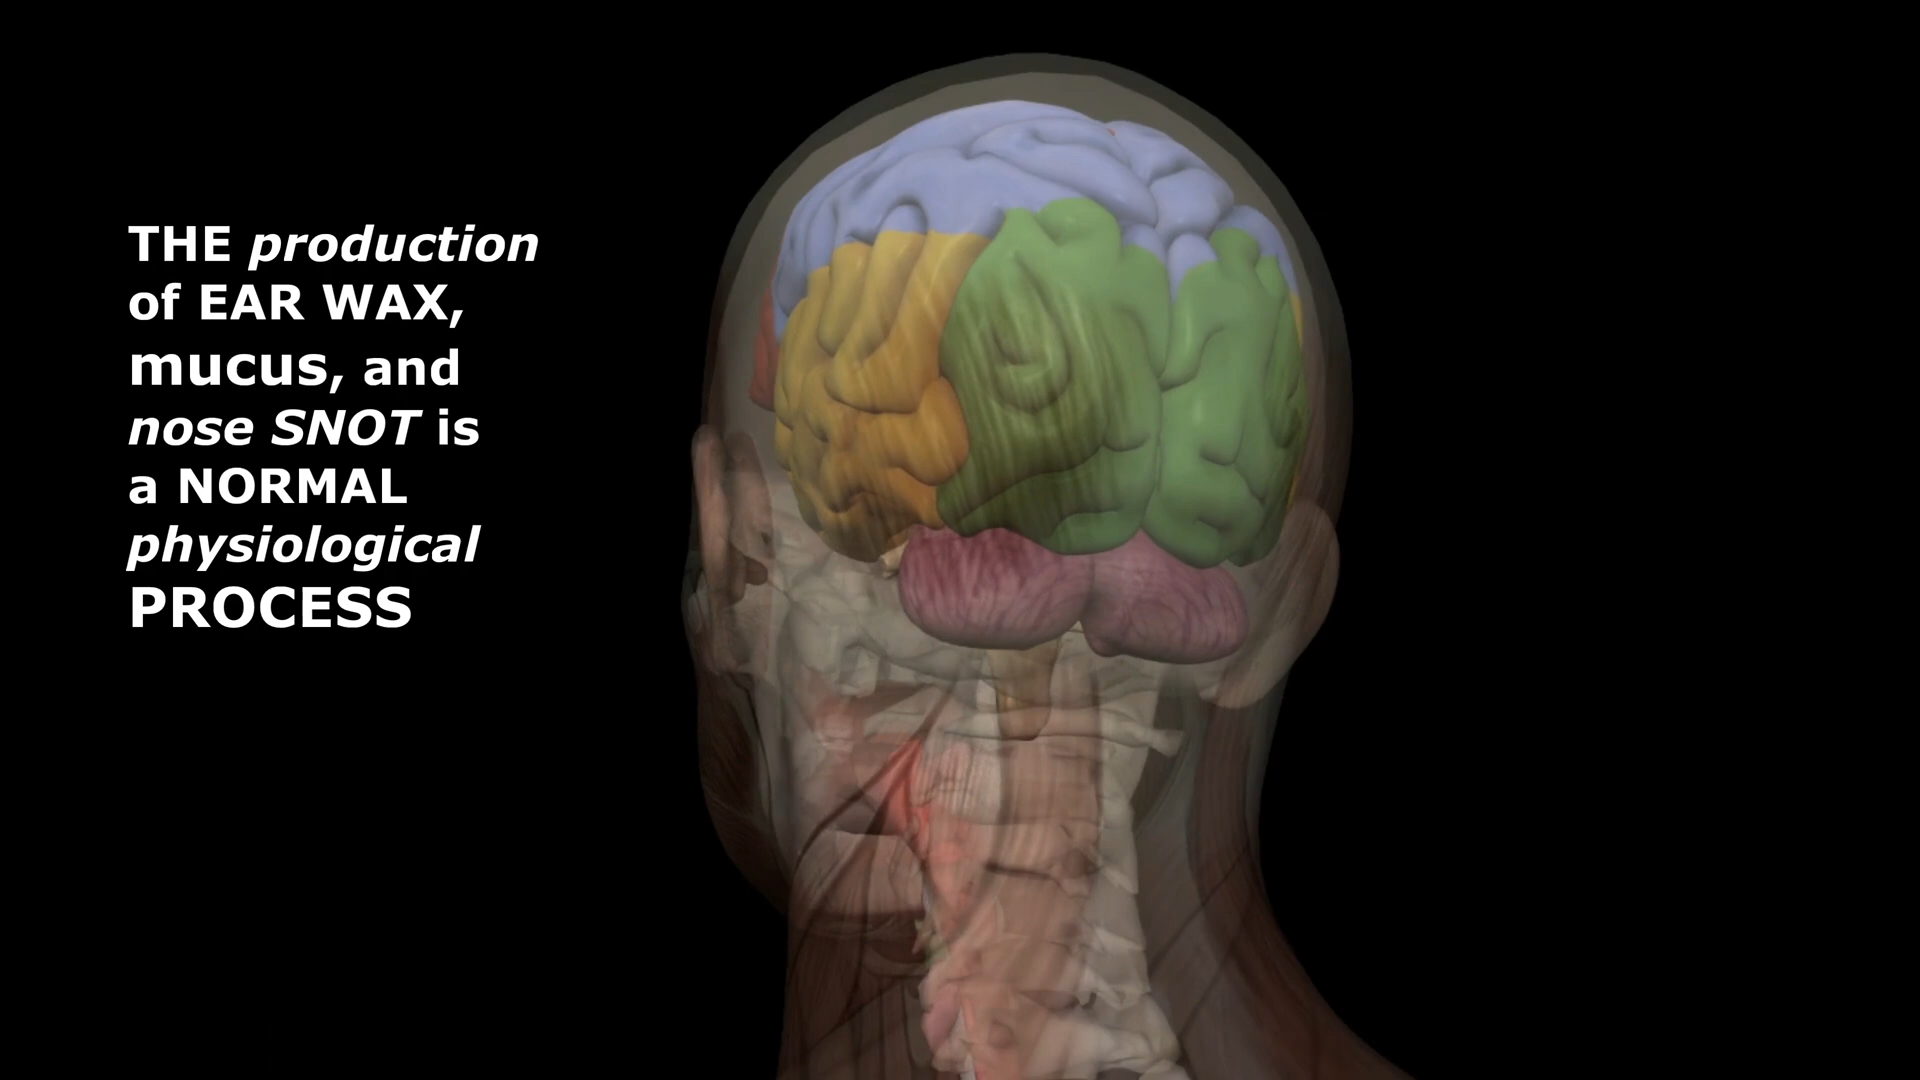 THE production
of EAR WAX,
mucus, and
nose SNOT is
a NORMAL
physiological
PROCESS